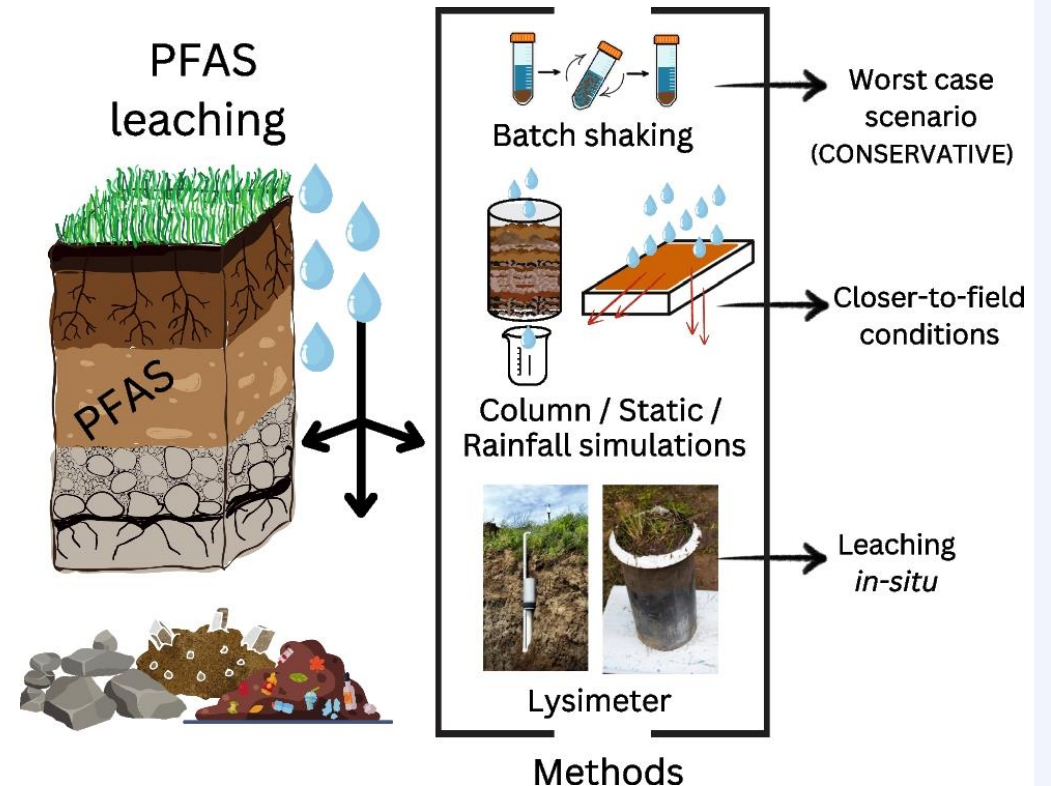 PFAS
leaching
PFAS
Batch shaking
Worst case
scenario
(CONSERVATIVE)
Column / Static /
Rainfall simulations
Closer-to-field
conditions
Lysimeter
Leaching
in-situ
Methods